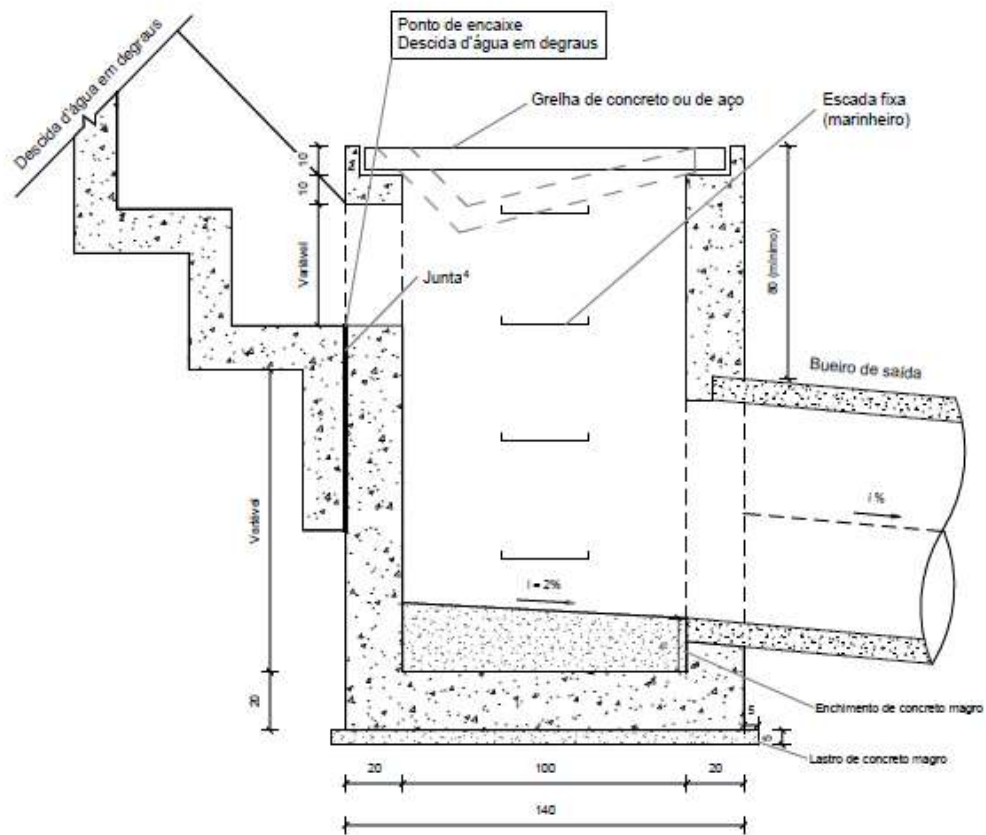 Descida d'água em degraus
Ponto de encaixe
Descida d'água em degraus
Grelha de concreto ou de aço
Escada fixa
(marinheiro)
10
10
Variável
80 (mínimo)
Junta⁴
Bueiro de saída
Variável
i %
i = 2%
20
5
Enchimento de concreto magro
5
Lastro de concreto magro
20
100
20
140